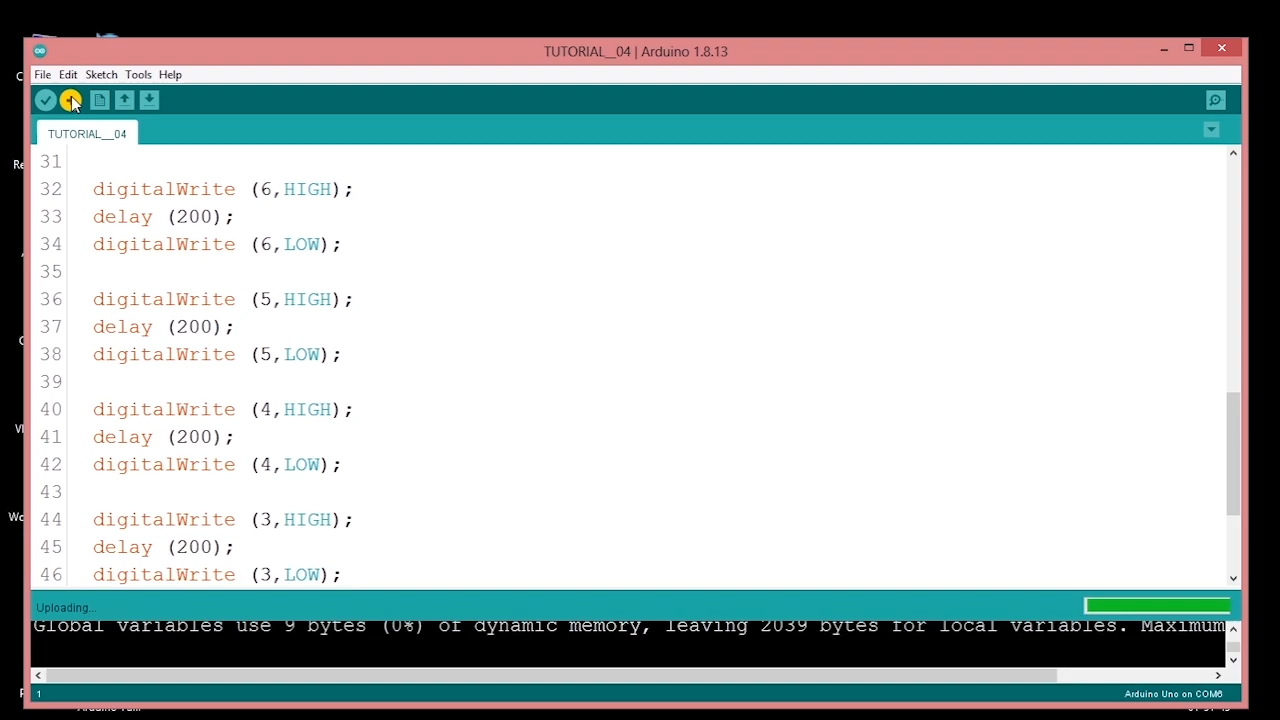 TUTORIAL__04 | Arduino 1.8.13
File Edit Sketch Tools Help
TUTORIAL__04
31
32 digitalWrite (6,HIGH);
33 delay (200);
34 digitalWrite (6,LOW);
35
36 digitalWrite (5,HIGH);
37 delay (200);
38 digitalWrite (5,LOW);
39
40 digitalWrite (4,HIGH);
41 delay (200);
42 digitalWrite (4,LOW);
43
44 digitalWrite (3,HIGH);
45 delay (200);
46 digitalWrite (3,LOW);
Uploading...
Global variables use 9 bytes (0%) of dynamic memory, leaving 2039 bytes for local variables. Maximum
1 Arduino Uno on COM6